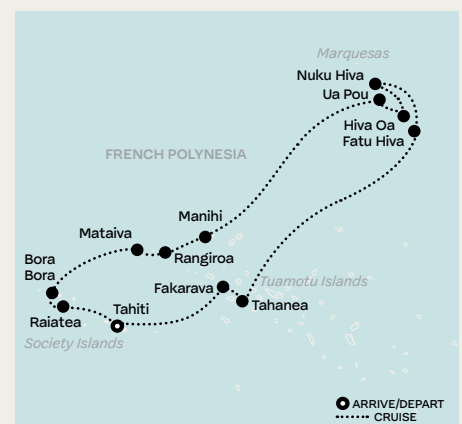 Marquesas
Nuku Hiva
Ua Pou
Hiva Oa
Fatu Hiva
FRENCH POLYNESIA
Manihi
Mataiva
Rangiroa
Bora
Bora
Fakarava
Tuamotu Islands
Tahanea
Tahiti
Raiatea
Society Islands
ARRIVE/DEPART
CRUISE